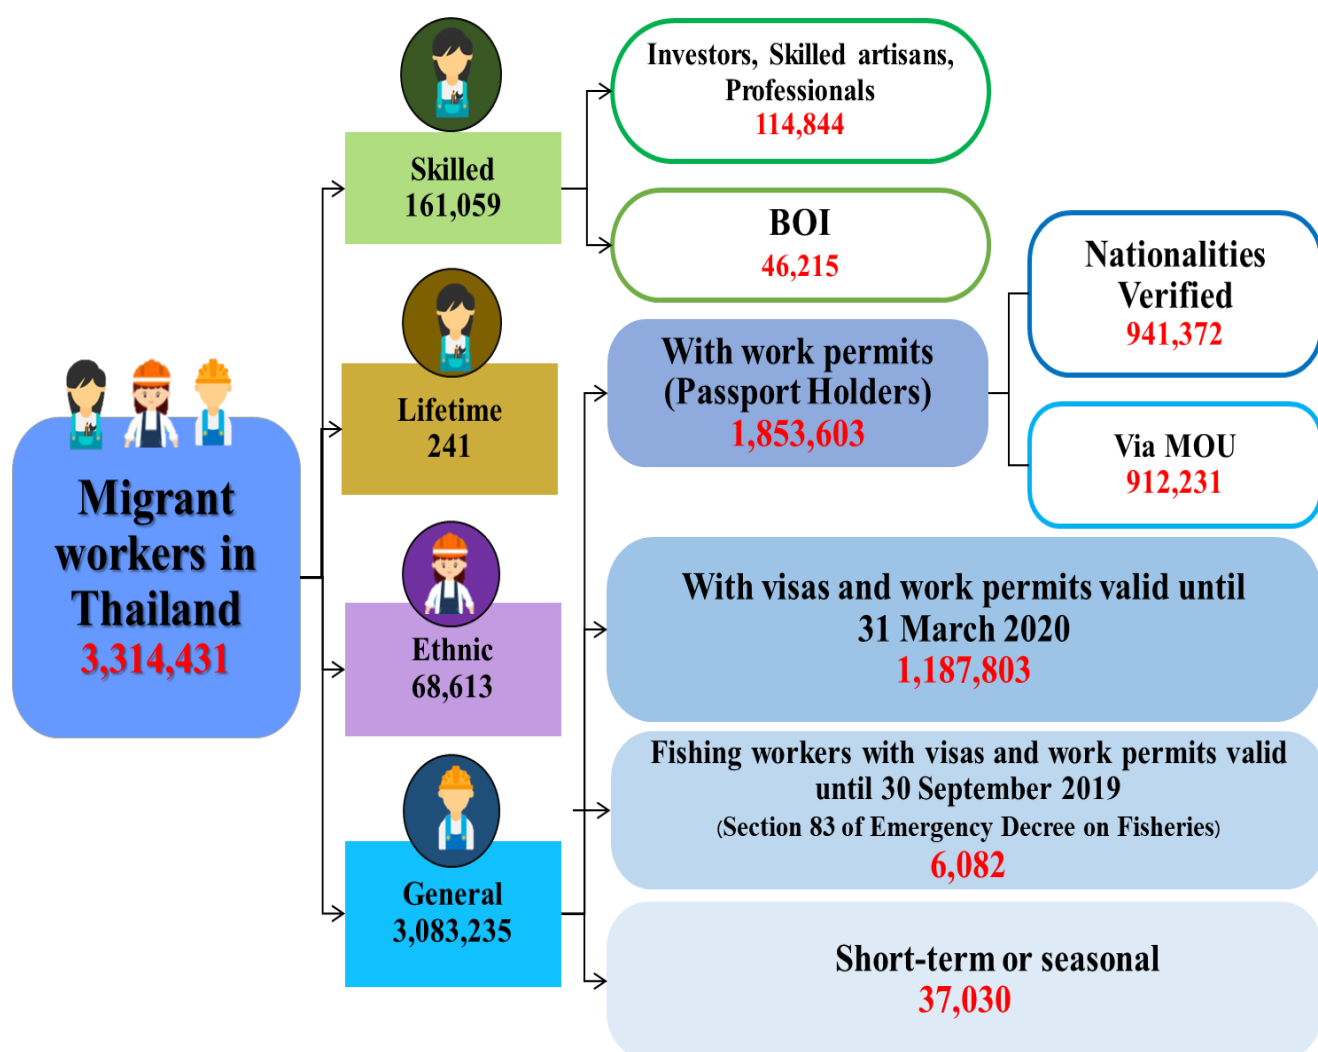 Migrant
workers in
Thailand
3,314,431
Skilled
161,059
Investors, Skilled artisans,
Professionals
114,844
BOI
46,215
Lifetime
241
Ethnic
68,613
General
3,083,235
With work permits
(Passport Holders)
1,853,603
Nationalities
Verified
941,372
Via MOU
912,231
With visas and work permits valid until
31 March 2020
1,187,803
Fishing workers with visas and work permits valid
until 30 September 2019
(Section 83 of Emergency Decree on Fisheries)
6,082
Short-term or seasonal
37,030